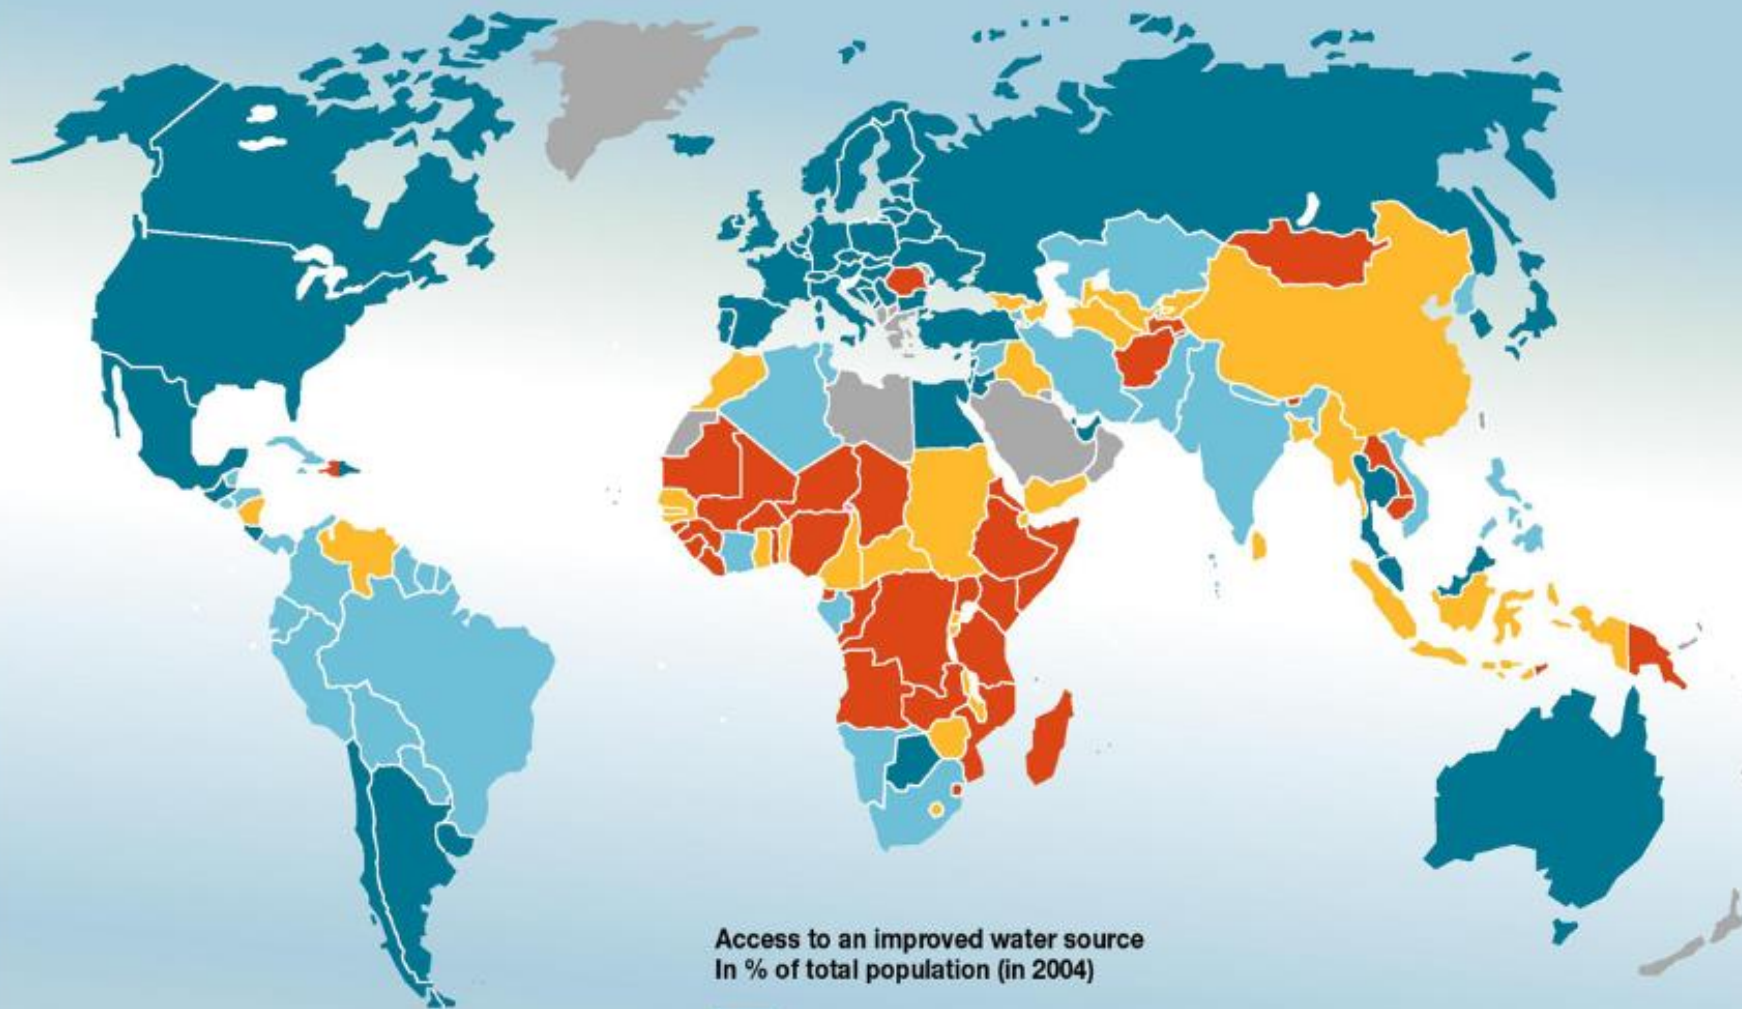 Access to an improved water source
In % of total population (in 2004)